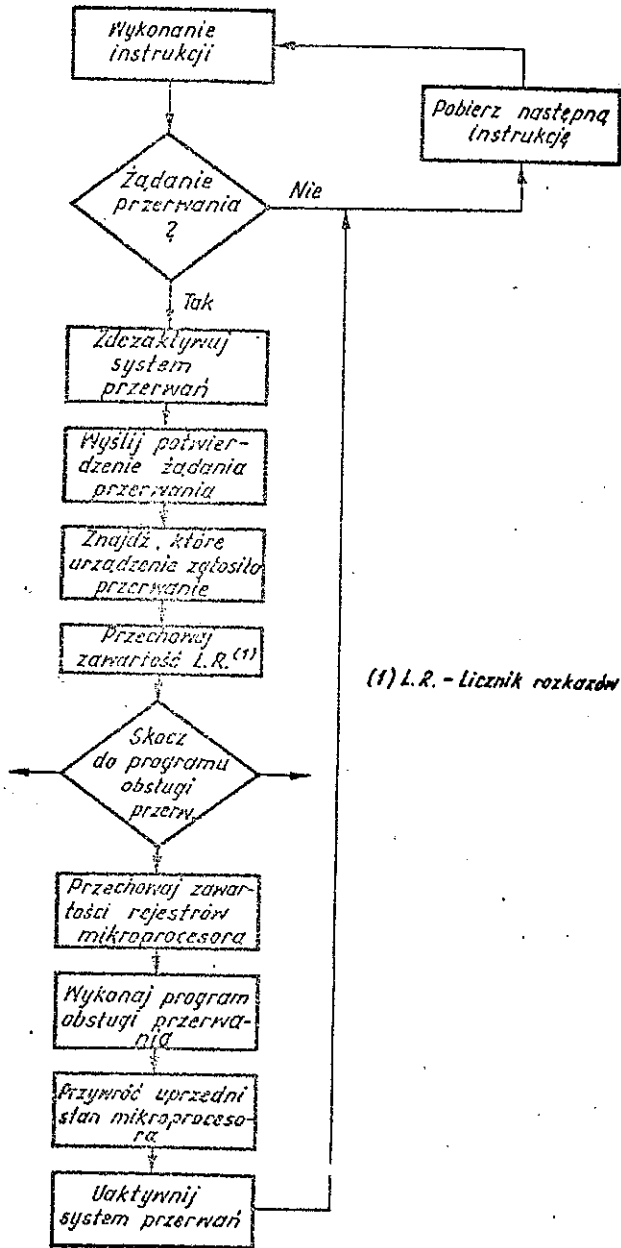 Wykonanie
instrukcji
Pobierz następną
instrukcję
Żądanie
przerwania
?
Nie
Tak
Zdezaktywuj
system
przerwań
Wyślij potwier-
dzenie żądania
przerwania
Znajdź, które
urządzenie zgłosiło
przerwanie
Przechowaj
zawartość L.R.(1)
(1) L.R. - Licznik rozkazów
Skocz
do programu
obsługi
przerw.
Przechowaj zawar-
tości rejestrów
mikroprocesora
Wykonaj program
obsługi przerwa-
nia
Przywróć uprzedni
stan mikroproceso-
ra
Uaktywnij
system przerwań